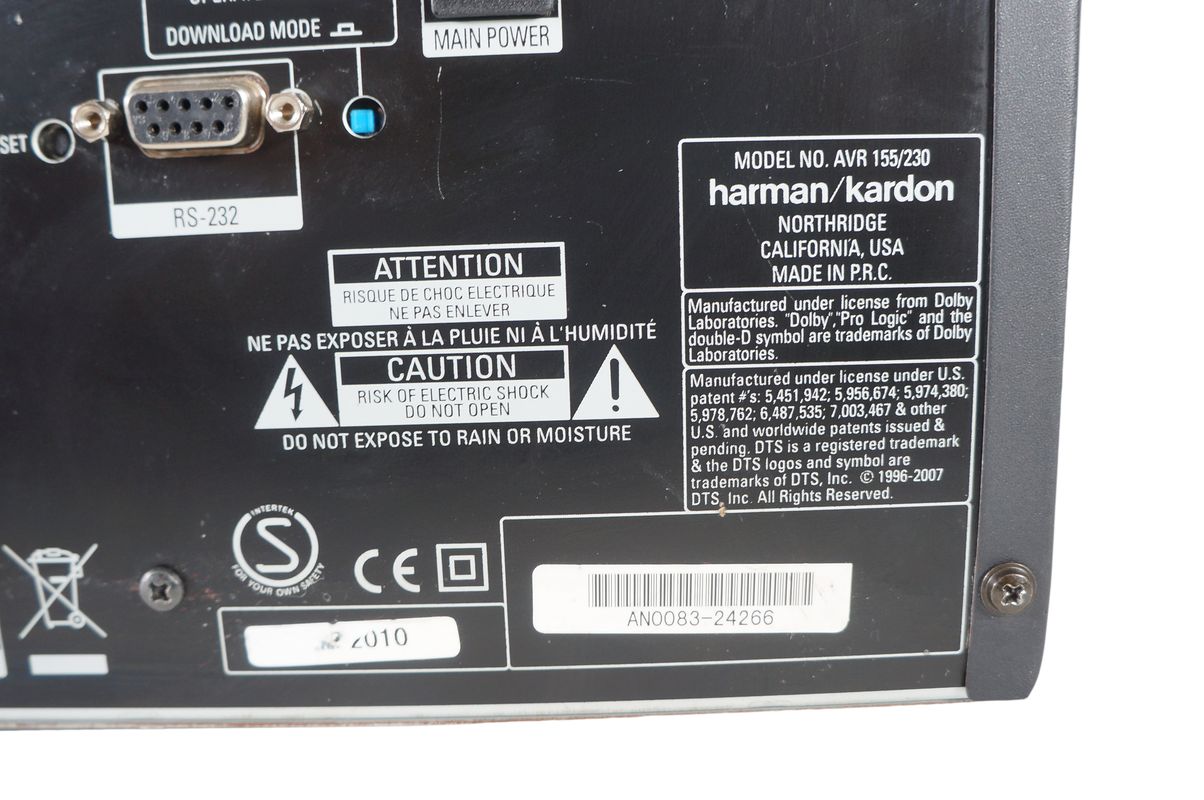 DOWNLOAD MODE
MAIN POWER
SET
RS-232
MODEL NO. AVR 155/230
harman/kardon
NORTHRIDGE
CALIFORNIA, USA
MADE IN P.R.C.
ATTENTION
RISQUE DE CHOC ELECTRIQUE
NE PAS ENLEVER
NE PAS EXPOSER À LA PLUIE NI À L'HUMIDITÉ
CAUTION
RISK OF ELECTRIC SHOCK
DO NOT OPEN
DO NOT EXPOSE TO RAIN OR MOISTURE
Manufactured under license from Dolby
Laboratories. "Dolby","Pro Logic" and the
double-D symbol are trademarks of Dolby
Laboratories.
Manufactured under license under U.S.
patent #'s: 5,451,942; 5,956,674; 5,974,380;
5,978,762; 6,487,535; 7,003,467 & other
U.S. and worldwide patents issued &
pending. DTS is a registered trademark
& the DTS logos and symbol are
trademarks of DTS, Inc. © 1996-2007
DTS, Inc. All Rights Reserved.
INTERTEK
S
FOR YOUR OWN SAFETY
CE
2010
AN0083-24266